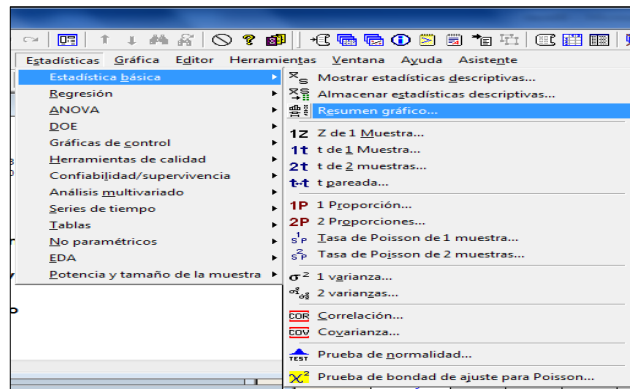 Estadísticas Gráfica Editor Herramientas Ventana Ayuda Asistente
Estadística básica
Regresión
ANOVA
DOE
Gráficas de control
Herramientas de calidad
Confiabilidad/supervivencia
Análisis multivariado
Series de tiempo
Tablas
No paramétricos
EDA
Potencia y tamaño de la muestra
Mostrar estadísticas descriptivas...
Almacenar estadísticas descriptivas...
Resumen gráfico...
1Z Z de 1 Muestra...
1t t de 1 Muestra...
2t t de 2 muestras...
t-t t pareada...
1P 1 Proporción...
2P 2 Proporciones...
Tasa de Poisson de 1 muestra...
Tasa de Poisson de 2 muestras...
σ² 1 varianza...
2 varianzas...
COR Correlación...
COV Covarianza...
TEST Prueba de normalidad...
χ² Prueba de bondad de ajuste para Poisson...